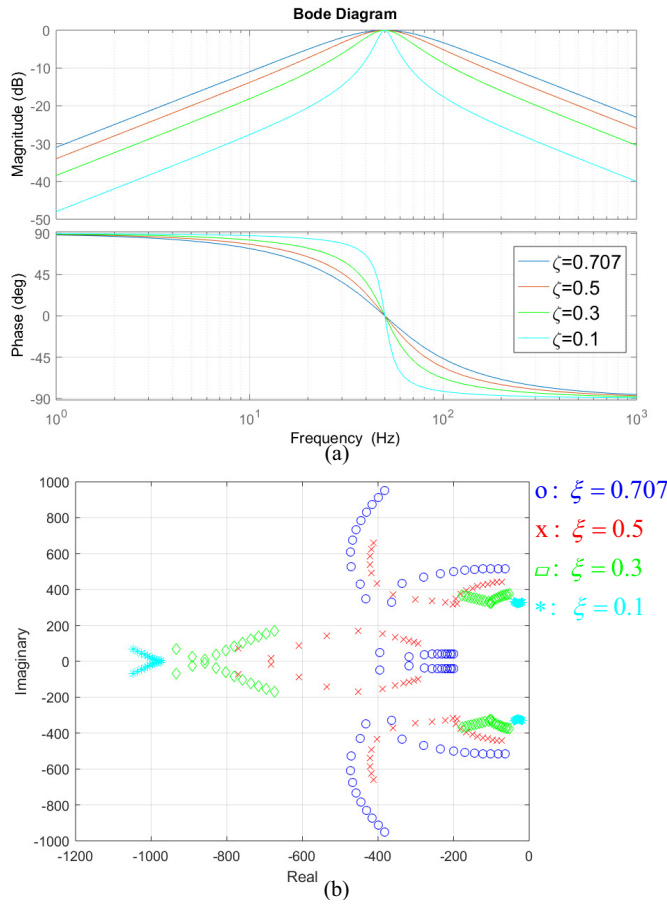 Bode Diagram
Magnitude (dB)
0
-10
-20
-30
-40
-50
Phase (deg)
90
45
0
-45
-90
ζ=0.707
ζ=0.5
ζ=0.3
ζ=0.1
10^0
10^1
10^2
10^3
Frequency (Hz)
(a)
Imaginary
1000
800
600
400
200
0
-200
-400
-600
-800
-1000
-1200
-1000
-800
-600
-400
-200
0
Real
o : ξ = 0.707
x : ξ = 0.5
▱ : ξ = 0.3
* : ξ = 0.1
(b)